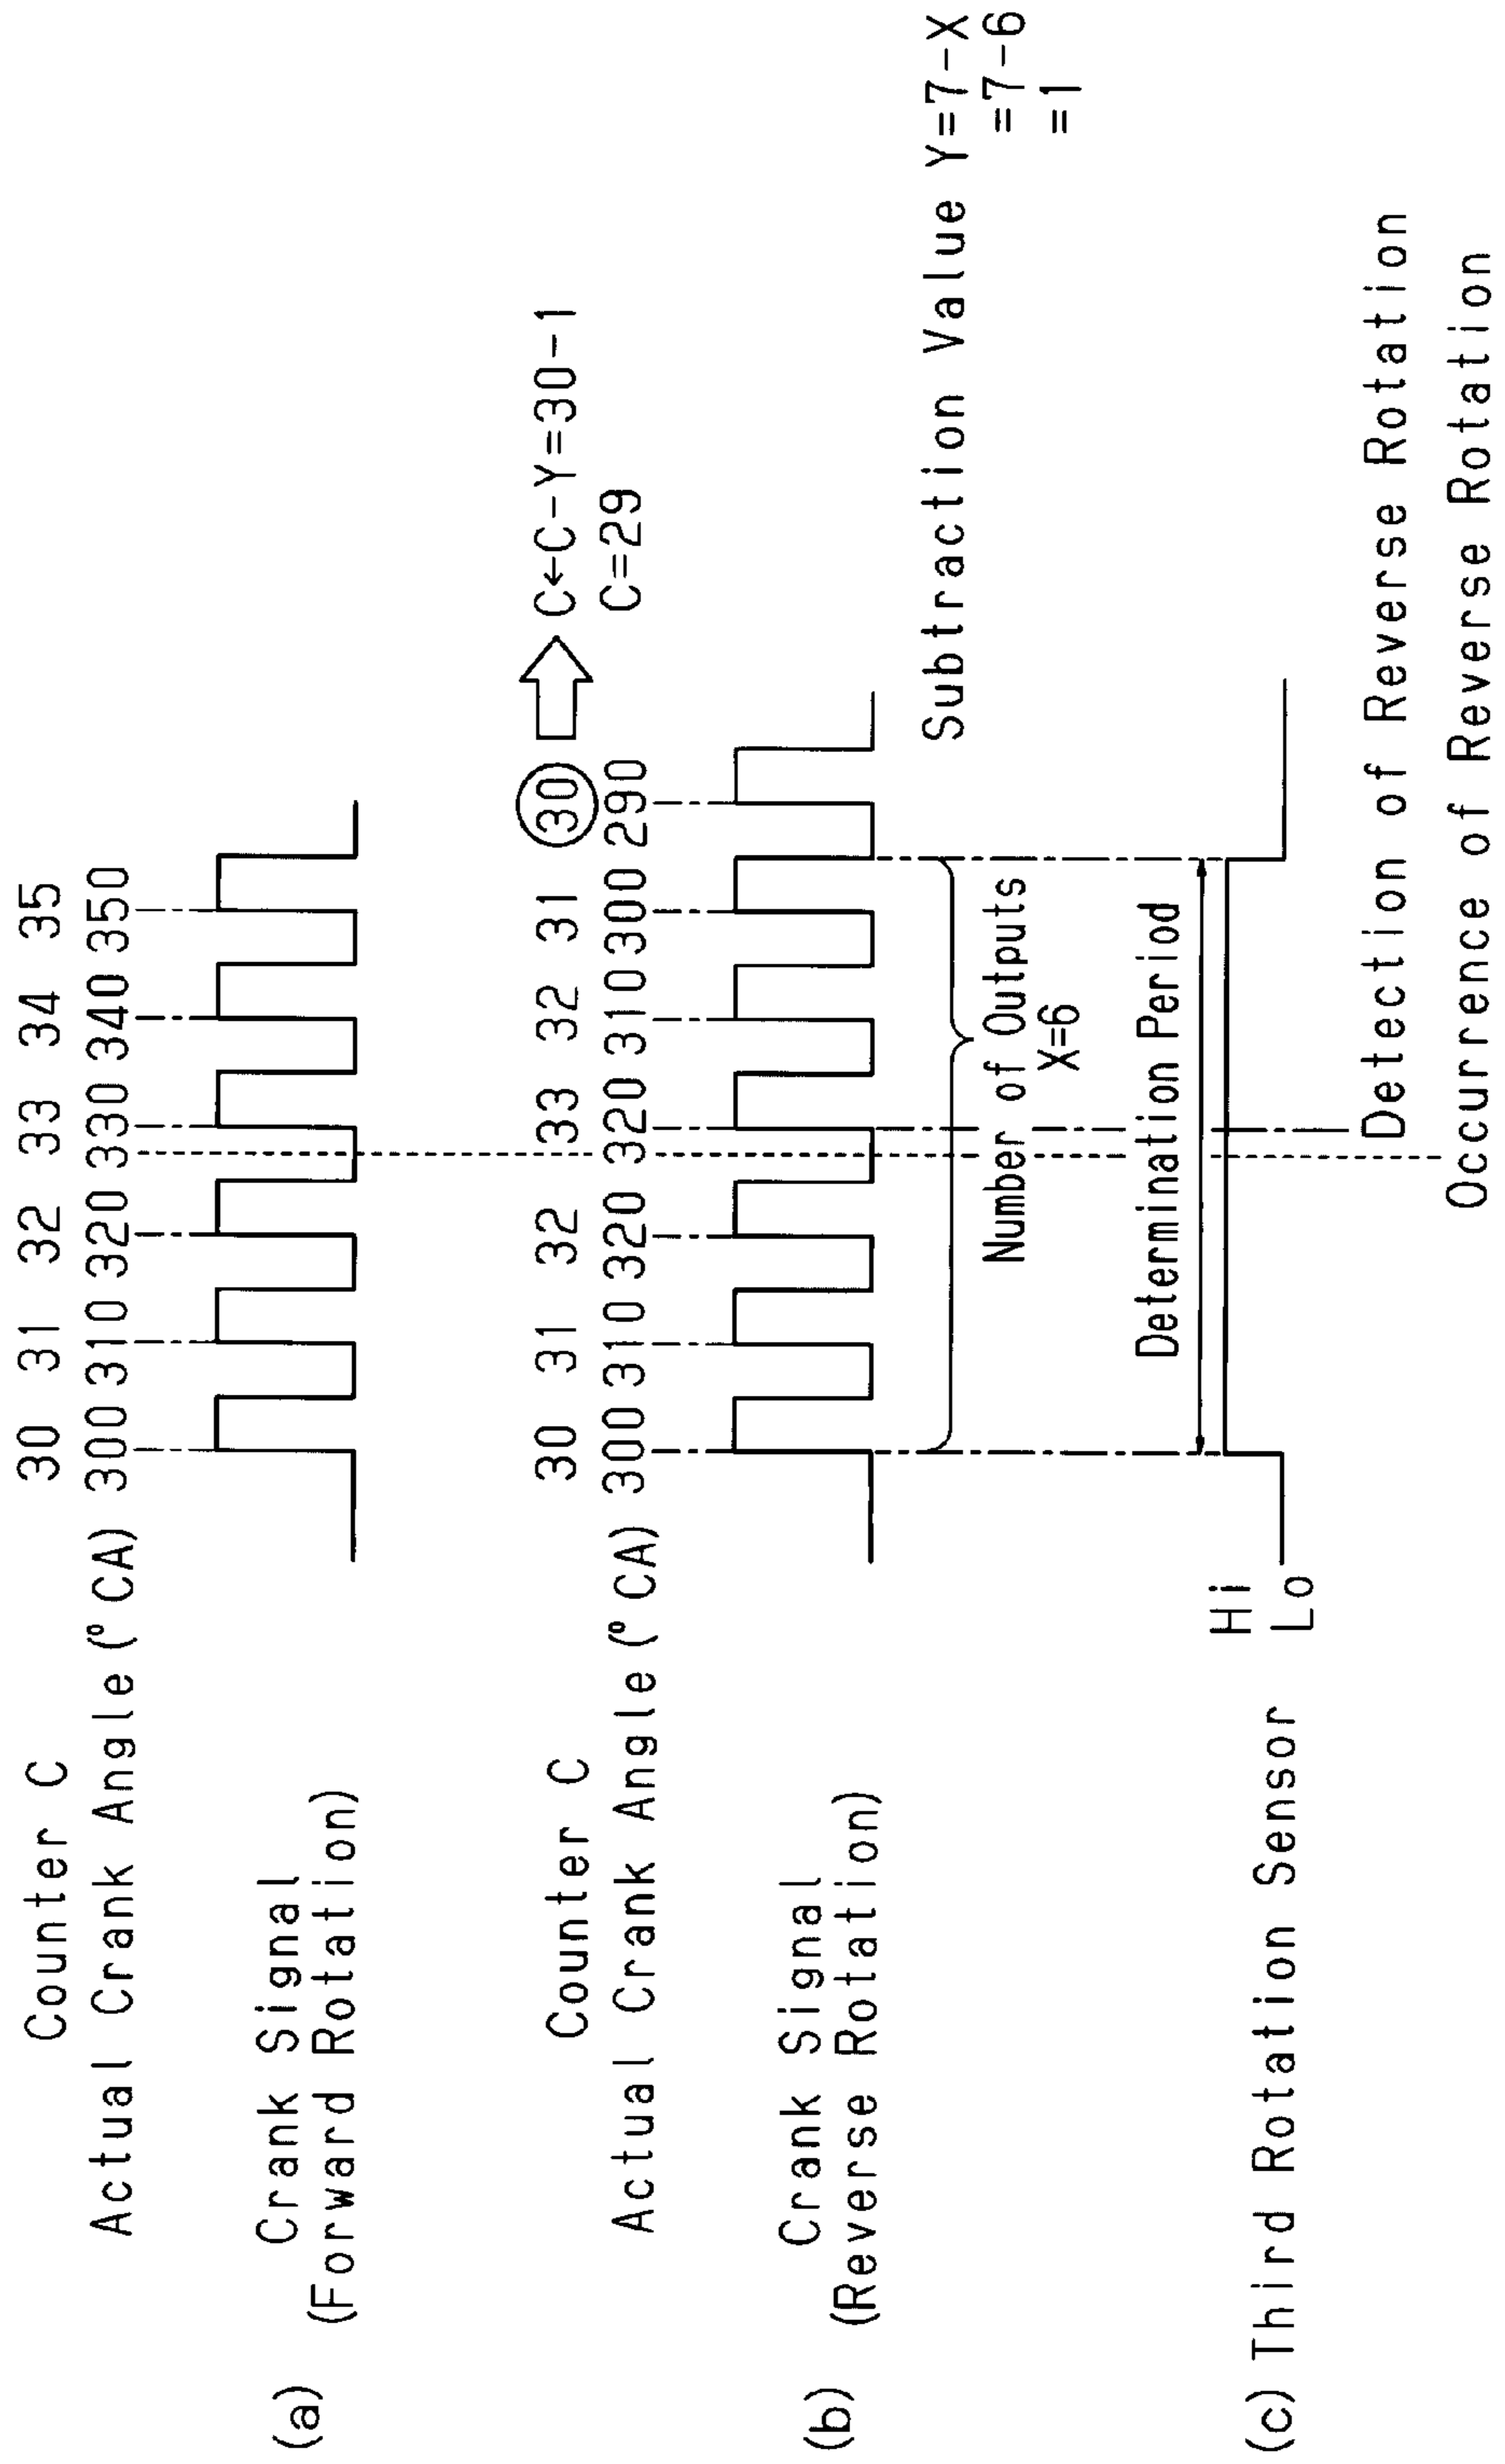 Counter C 30 31 32 33 34 35
Actual Crank Angle (°CA) 300 310 320 330 340 350
(a) Crank Signal
(Forward Rotation)
Counter C 30 31 32 33 32 31 30 C←C-Y=30-1
C=29
Actual Crank Angle (°CA) 300 310 320 320 310 300 290
(b) Crank Signal
(Reverse Rotation)
Subtraction Value Y=7-X
=7-6
=1
Number of Outputs
X=6
Determination Period
Hi
Lo
(c) Third Rotation Sensor
Detection of Reverse Rotation
Occurrence of Reverse Rotation